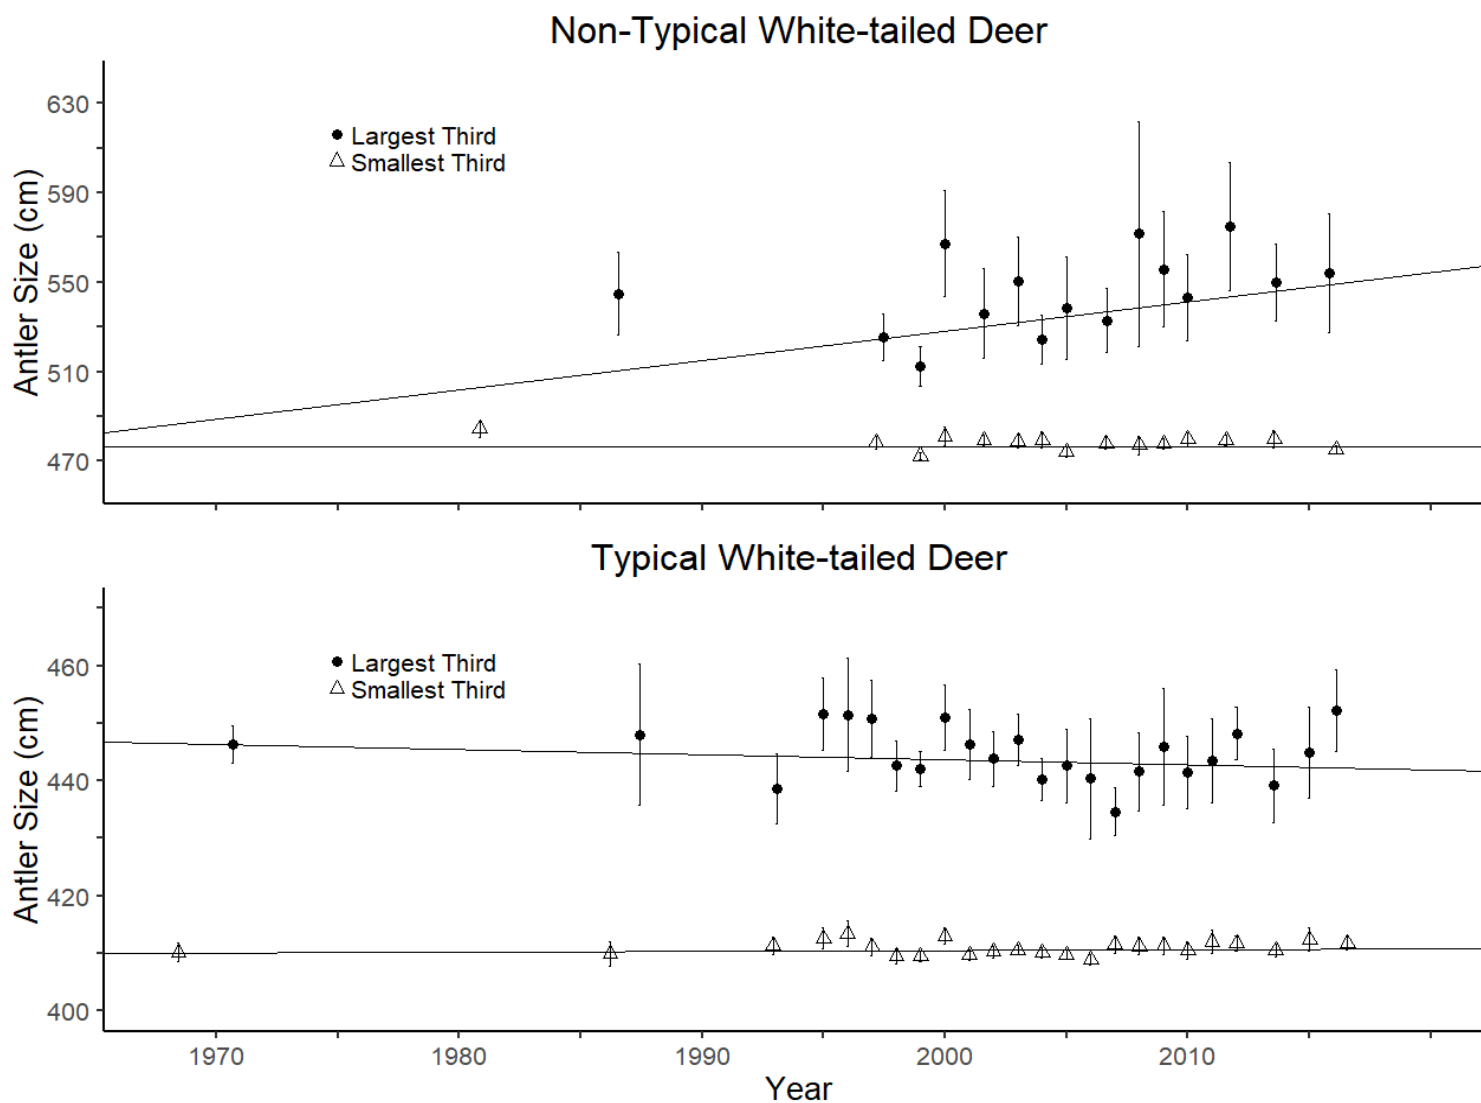 Non-Typical White-tailed Deer
630
590
550
510
470
Antler Size (cm)
Largest Third
Smallest Third
Typical White-tailed Deer
460
440
420
400
Antler Size (cm)
Largest Third
Smallest Third
1970 1980 1990 2000 2010
Year